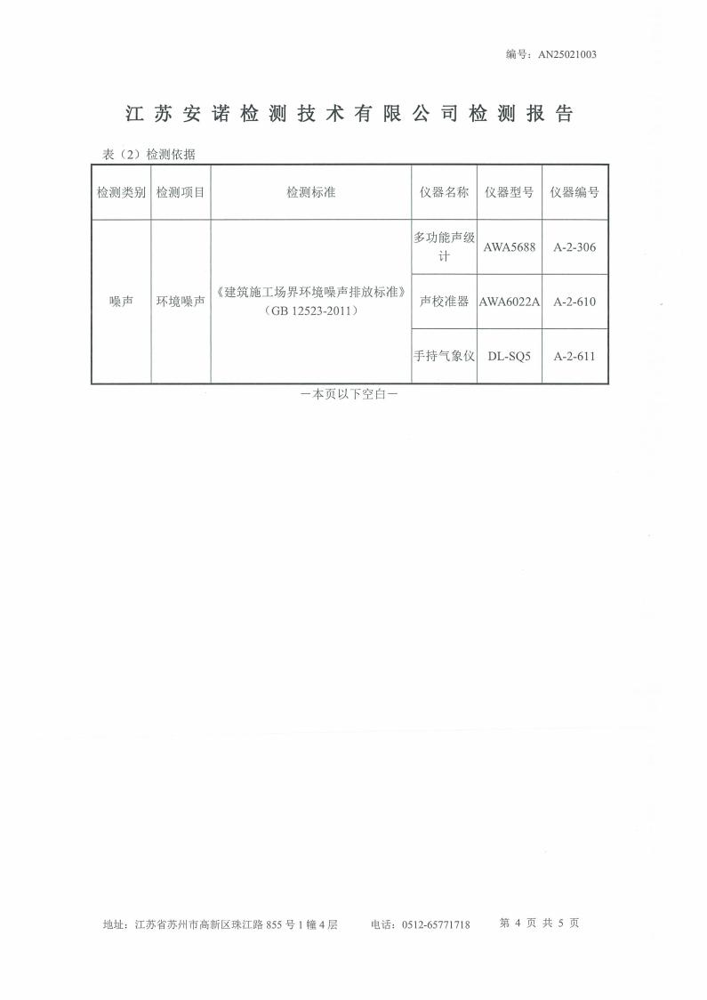 编号：AN25021003
江苏安诺检测技术有限公司检测报告
表（2）检测依据
检测类别 检测项目 检测标准 仪器名称 仪器型号 仪器编号
噪声 环境噪声 《建筑施工场界环境噪声排放标准》
（GB 12523-2011）
多功能声级
计 AWA5688 A-2-306
声校准器 AWA6022A A-2-610
手持气象仪 DL-SQ5 A-2-611
—本页以下空白—
地址：江苏省苏州市高新区珠江路 855 号 1 幢 4 层 电话：0512-65771718 第 4 页 共 5 页